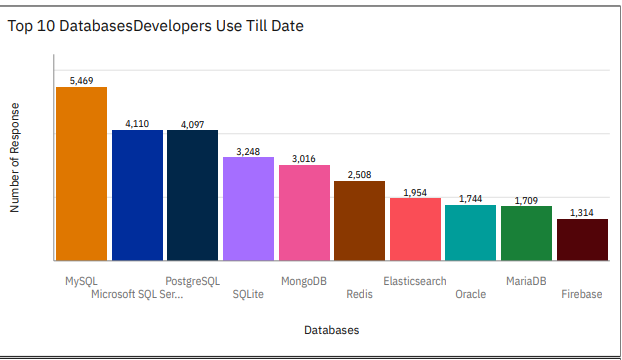 Top 10 DatabasesDevelopers Use Till Date
Number of Response
5,469
4,110
4,097
3,248
3,016
2,508
1,954
1,744
1,709
1,314
MySQL
Microsoft SQL Ser...
PostgreSQL
SQLite
MongoDB
Redis
Elasticsearch
Oracle
MariaDB
Firebase
Databases